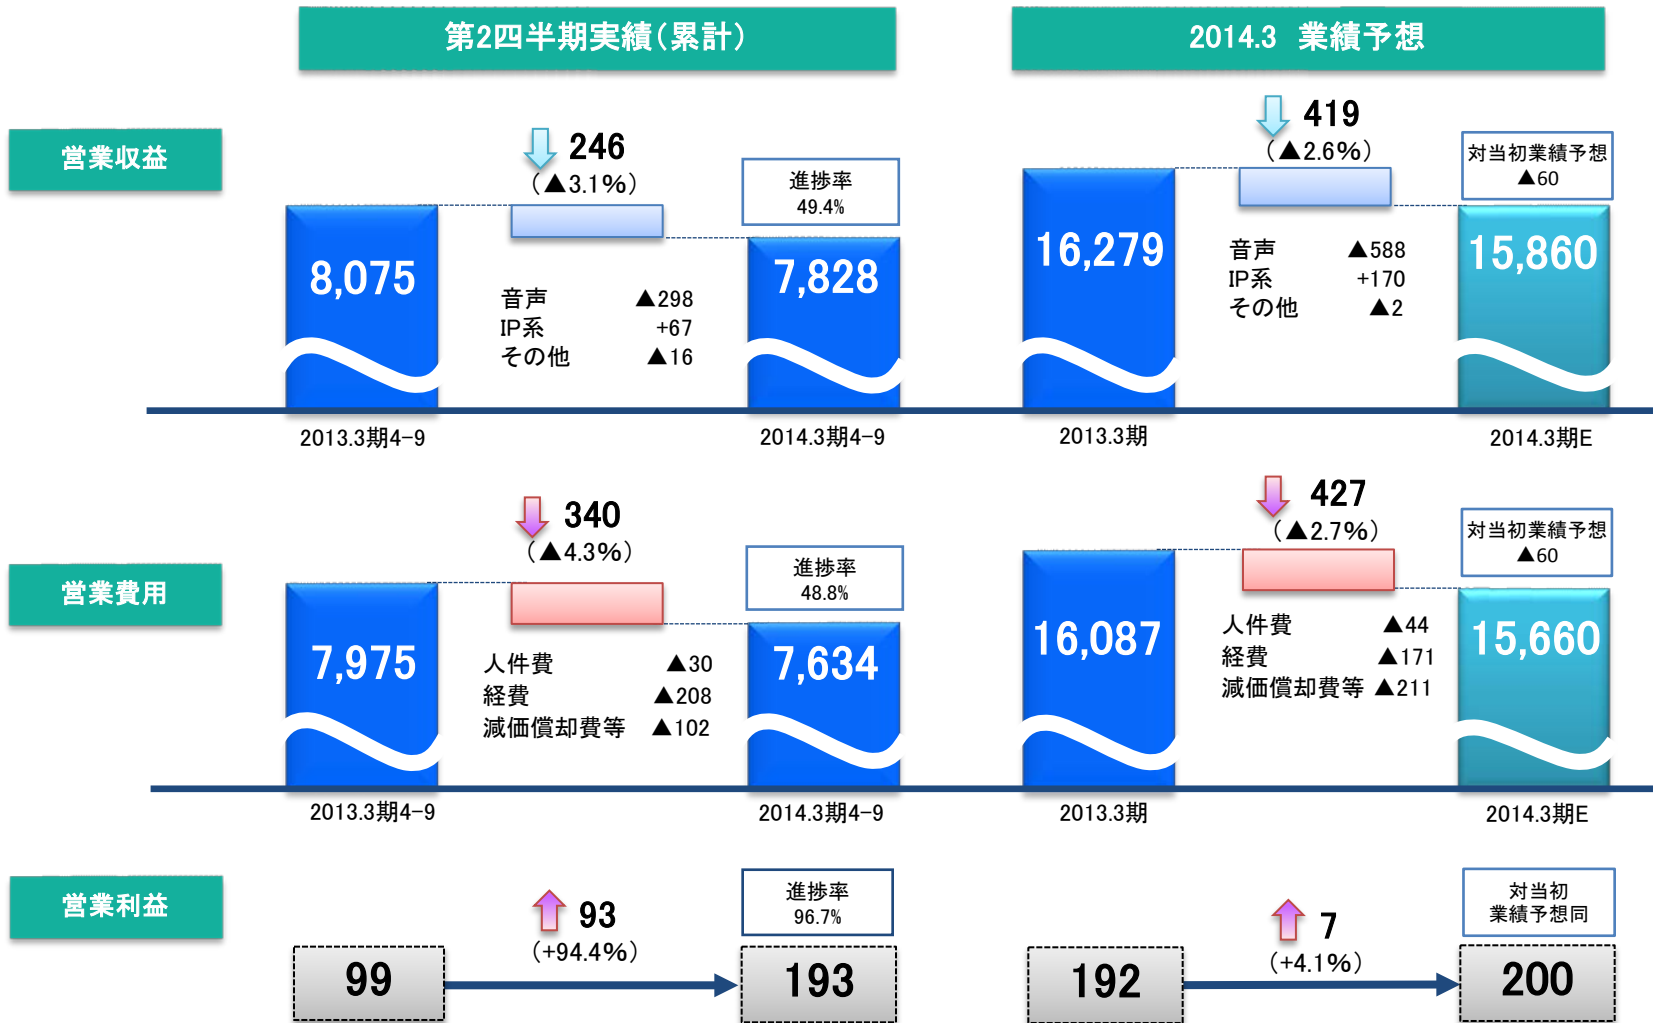 第2四半期実績(累計)
2014.3 業績予想
営業収益
246
(▲3.1%)
進捗率
49.4%
8,075
7,828
音声 ▲298
IP系 +67
その他 ▲16
2013.3期4-9
2014.3期4-9
419
(▲2.6%)
対当初業績予想
▲60
16,279
15,860
音声 ▲588
IP系 +170
その他 ▲2
2013.3期
2014.3期E
営業費用
340
(▲4.3%)
進捗率
48.8%
7,975
7,634
人件費 ▲30
経費 ▲208
減価償却費等 ▲102
2013.3期4-9
2014.3期4-9
427
(▲2.7%)
対当初業績予想
▲60
16,087
15,660
人件費 ▲44
経費 ▲171
減価償却費等 ▲211
2013.3期
2014.3期E
営業利益
93
(+94.4%)
進捗率
96.7%
99
193
7
(+4.1%)
対当初
業績予想同
192
200